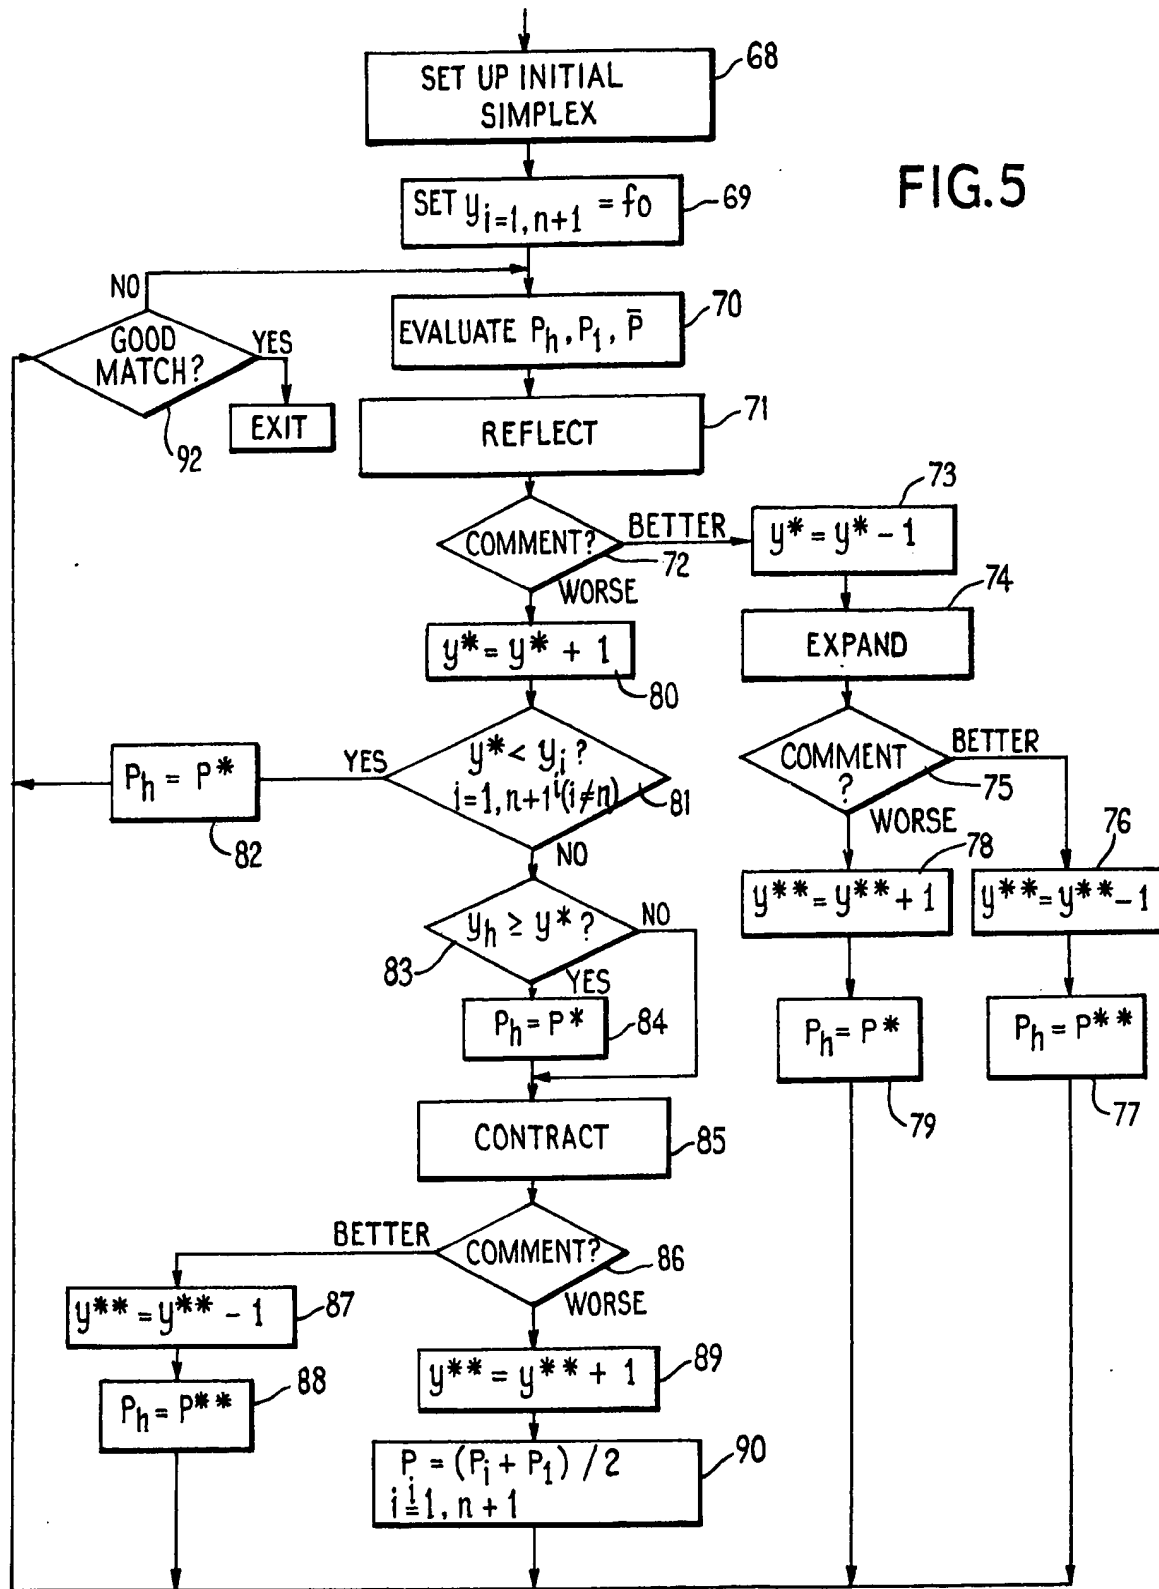 SET UP INITIAL
SIMPLEX
68
FIG.5
SET y i=1, n+1 = fo
69
NO
EVALUATE Ph, P1, P̄
70
GOOD
MATCH?
YES
EXIT
92
REFLECT
71
COMMENT?
72
BETTER
WORSE
y* = y* - 1
73
EXPAND
74
y* = y* + 1
80
COMMENT
?
75
BETTER
WORSE
y* < yi ?
i=1, n+1 i (i≠n)
81
YES
NO
Ph = P*
82
y** = y** + 1
78
y** = y** - 1
76
yh ≥ y* ?
83
NO
YES
Ph = P*
84
Ph = P*
79
Ph = P**
77
CONTRACT
85
COMMENT?
86
BETTER
WORSE
y** = y** - 1
87
y** = y** + 1
89
Ph = P**
88
Pi = (Pi + P1) / 2
i=1, n + 1
90